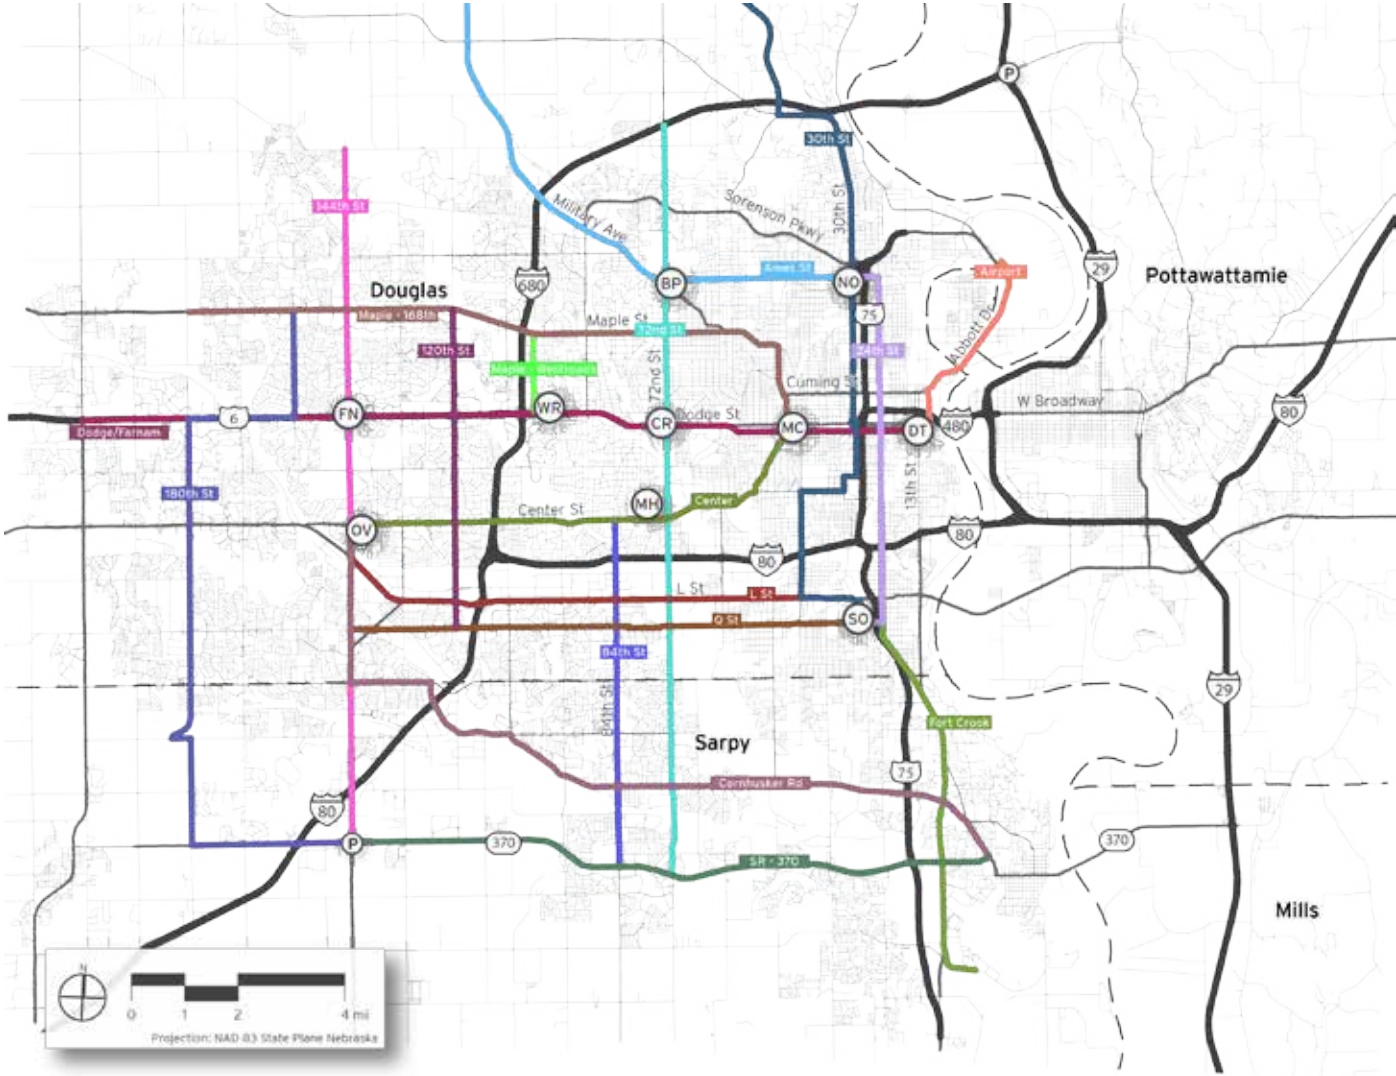 P
30th St
144th St
Military Ave
Sorenson Pkwy
30th St
680
29
Douglas
BP
Ames St
NO
Airport
Pottawattamie
75
Maple - 168th
Maple St
72nd St
120th St
24th St
Abbott Dr
Maple - Westroads
72nd St
Cuming St
W Broadway
80
6
FN
WR
CR
Dodge St
MC
DT
480
Dodge/Farnam
180th St
MH
Center
13th St
OV
Center St
80
80
L St
L St
Q St
SO
84th St
29
84th St
Sarpy
Fort Crook
75
Cornhusker Rd
80
P
370
SR - 370
370
Mills
N
0 1 2 4 mi
Projection: NAD 83 State Plane Nebraska